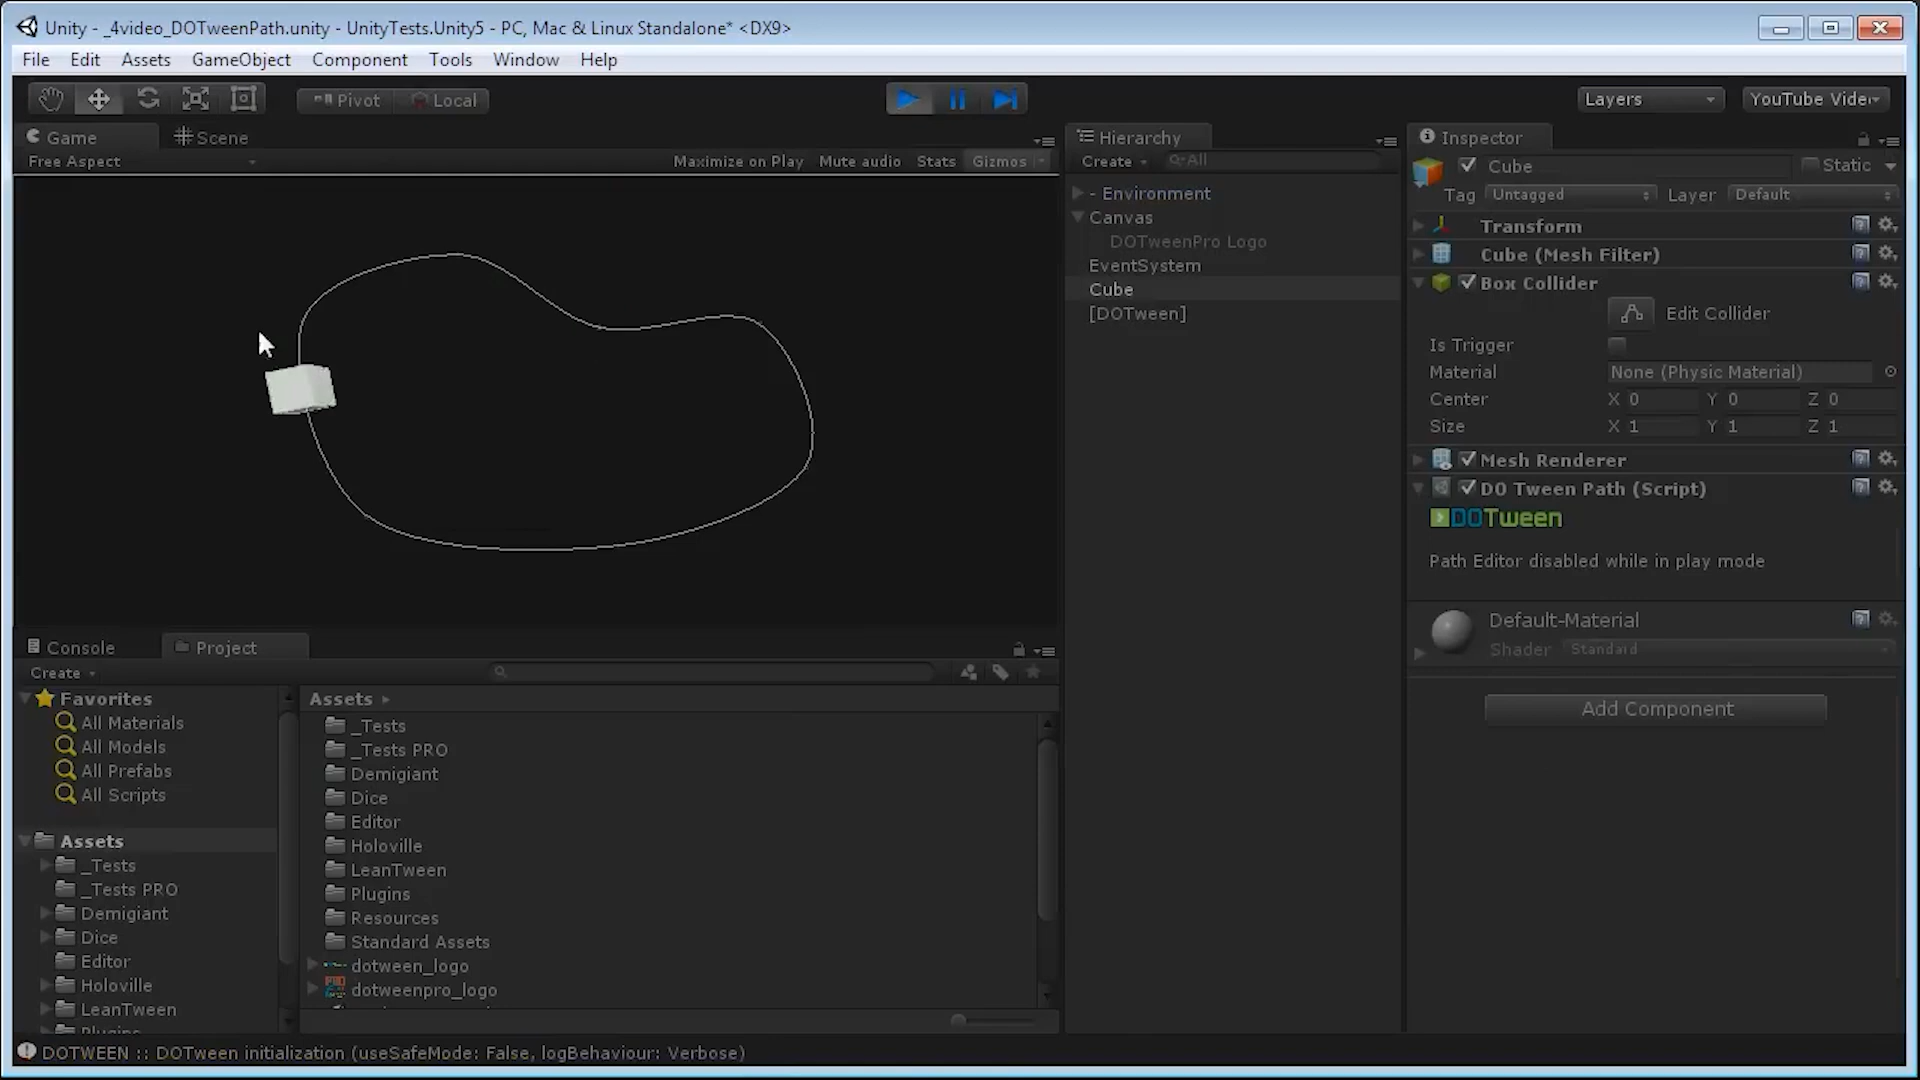 Unity - _4video_DOTweenPath.unity - UnityTests.Unity5 - PC, Mac & Linux Standalone* <DX9>
File Edit Assets GameObject Component Tools Window Help
Pivot Local Layers YouTube Vide
Game Scene
Free Aspect Maximize on Play Mute audio Stats Gizmos
Hierarchy
Create All
- Environment
Canvas
DOTweenPro Logo
EventSystem
Cube
[DOTween]
Inspector
Cube Static
Tag Untagged Layer Default
Transform
Cube (Mesh Filter)
Box Collider
Edit Collider
Is Trigger
Material None (Physic Material)
Center X 0 Y 0 Z 0
Size X 1 Y 1 Z 1
Mesh Renderer
DO Tween Path (Script)
DOTween
Path Editor disabled while in play mode
Default-Material
Shader Standard
Add Component
Console Project
Create
Favorites
All Materials
All Models
All Prefabs
All Scripts
Assets
_Tests
_Tests PRO
Demigiant
Dice
Editor
Holoville
LeanTween
Plugins
Assets
_Tests
_Tests PRO
Demigiant
Dice
Editor
Holoville
LeanTween
Plugins
Resources
Standard Assets
dotween_logo
dotweenpro_logo
DOTWEEN :: DOTween initialization (useSafeMode: False, logBehaviour: Verbose)